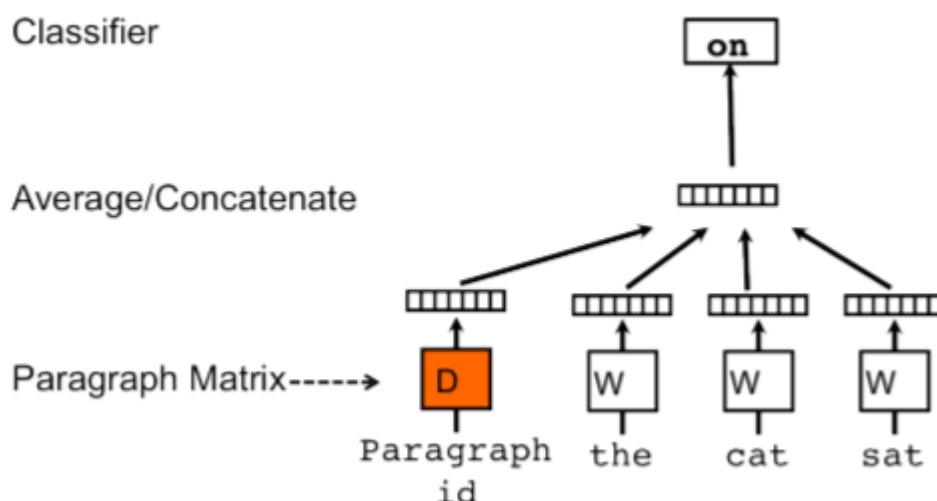 Classifier
on
Average/Concatenate
Paragraph Matrix
D
W
W
W
Paragraph
id
the
cat
sat